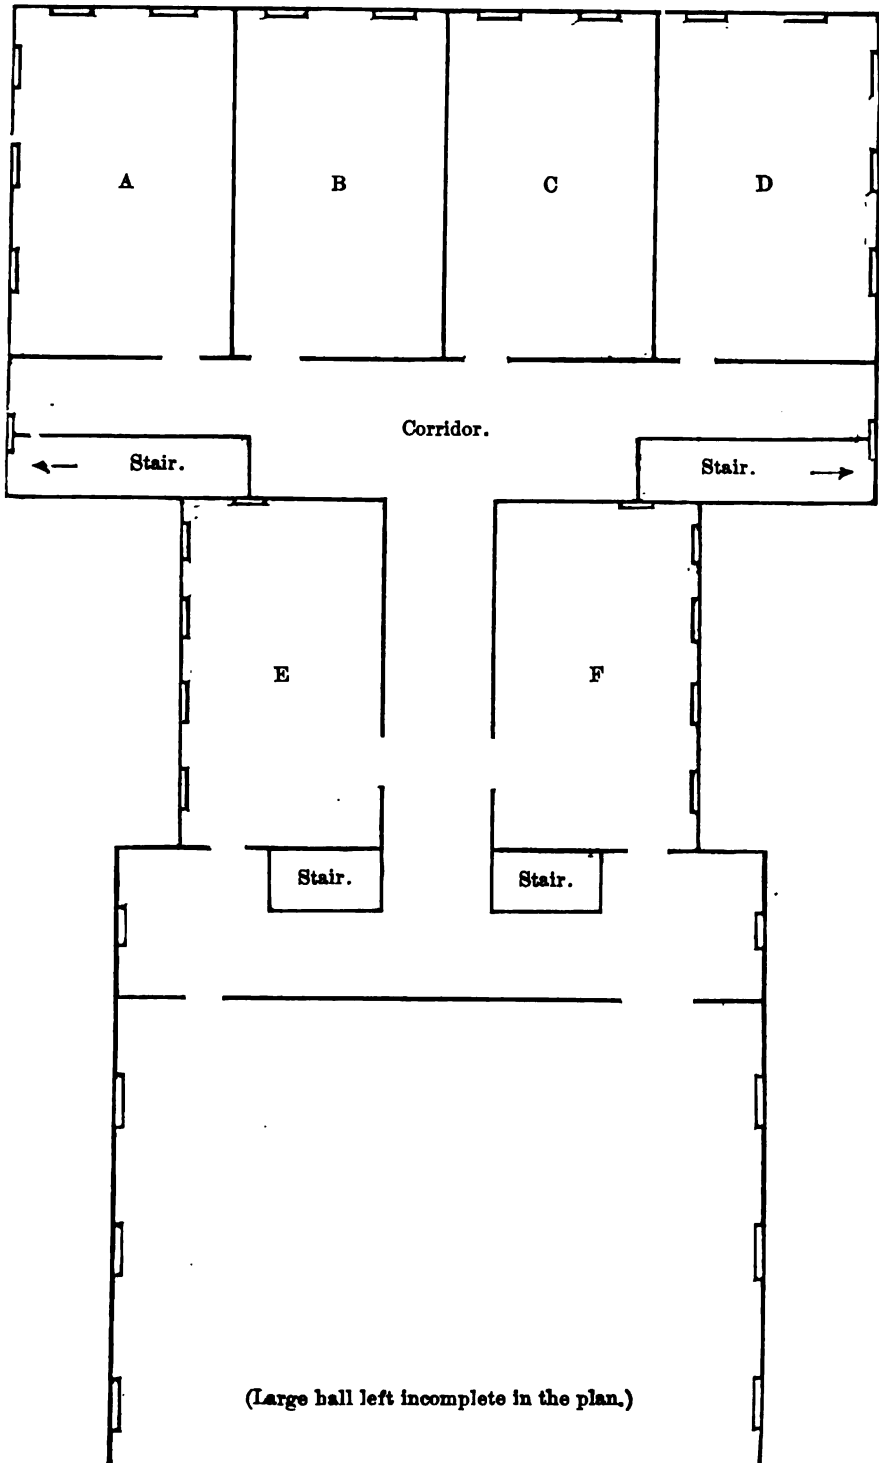 A B C D
Corridor.
Stair. Stair.
E F
Stair. Stair.
(Large hall left incomplete in the plan.)